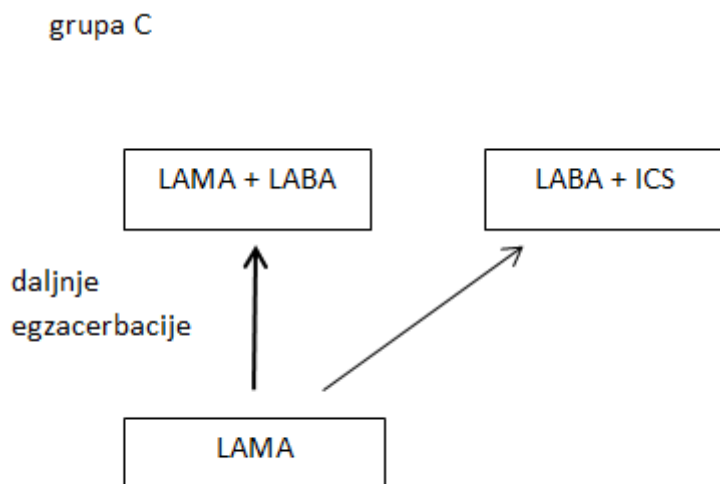 grupa C
LAMA + LABA
LABA + ICS
daljnje
egzacerbacije
LAMA